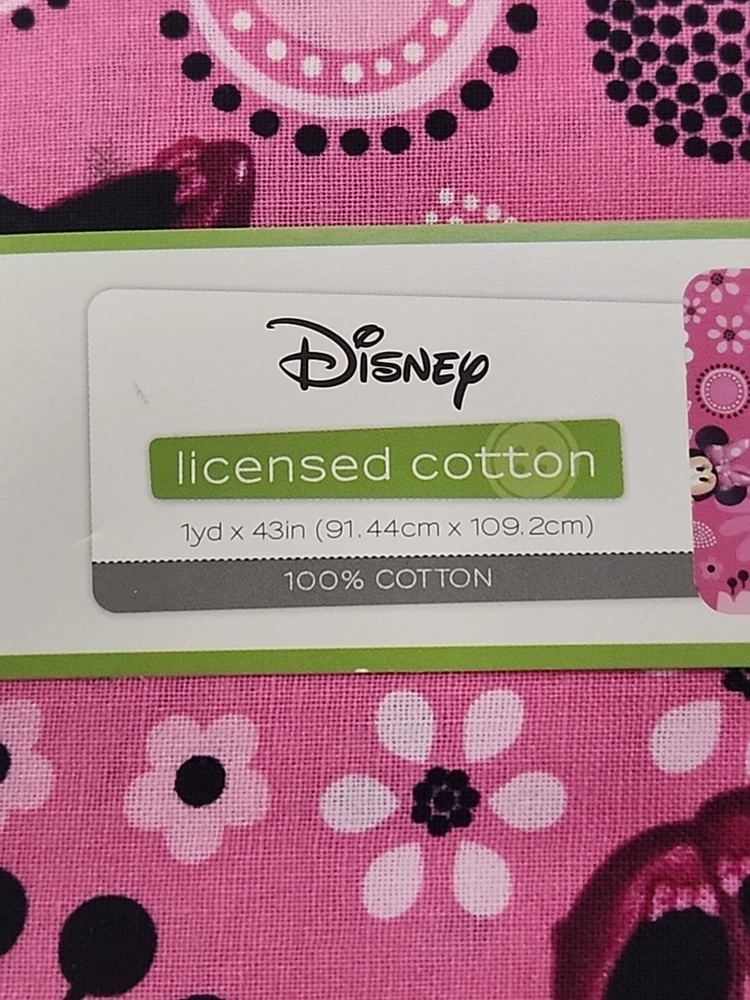 Disney
licensed cotton
1yd x 43in (91.44cm x 109.2cm)
100% COTTON